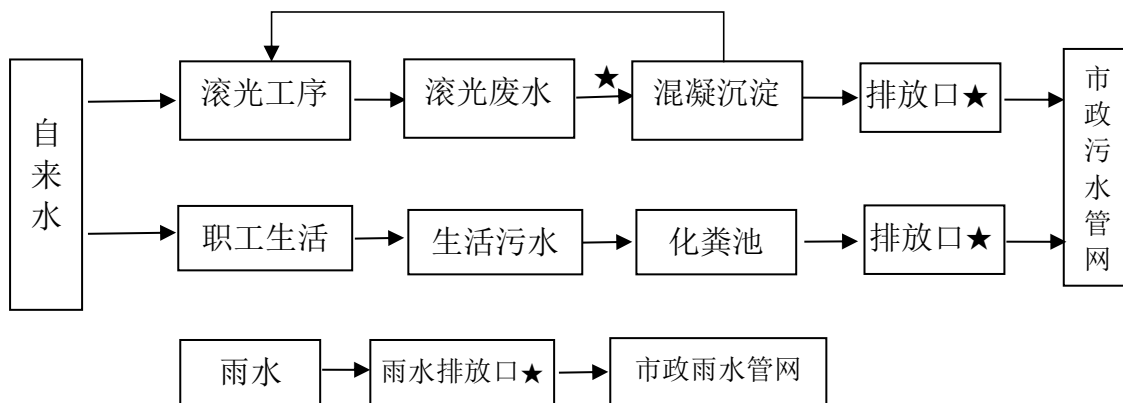 自来水
滚光工序
滚光废水
★
混凝沉淀
排放口★
市政污水管网
职工生活
生活污水
化粪池
排放口★
雨水
雨水排放口★
市政雨水管网